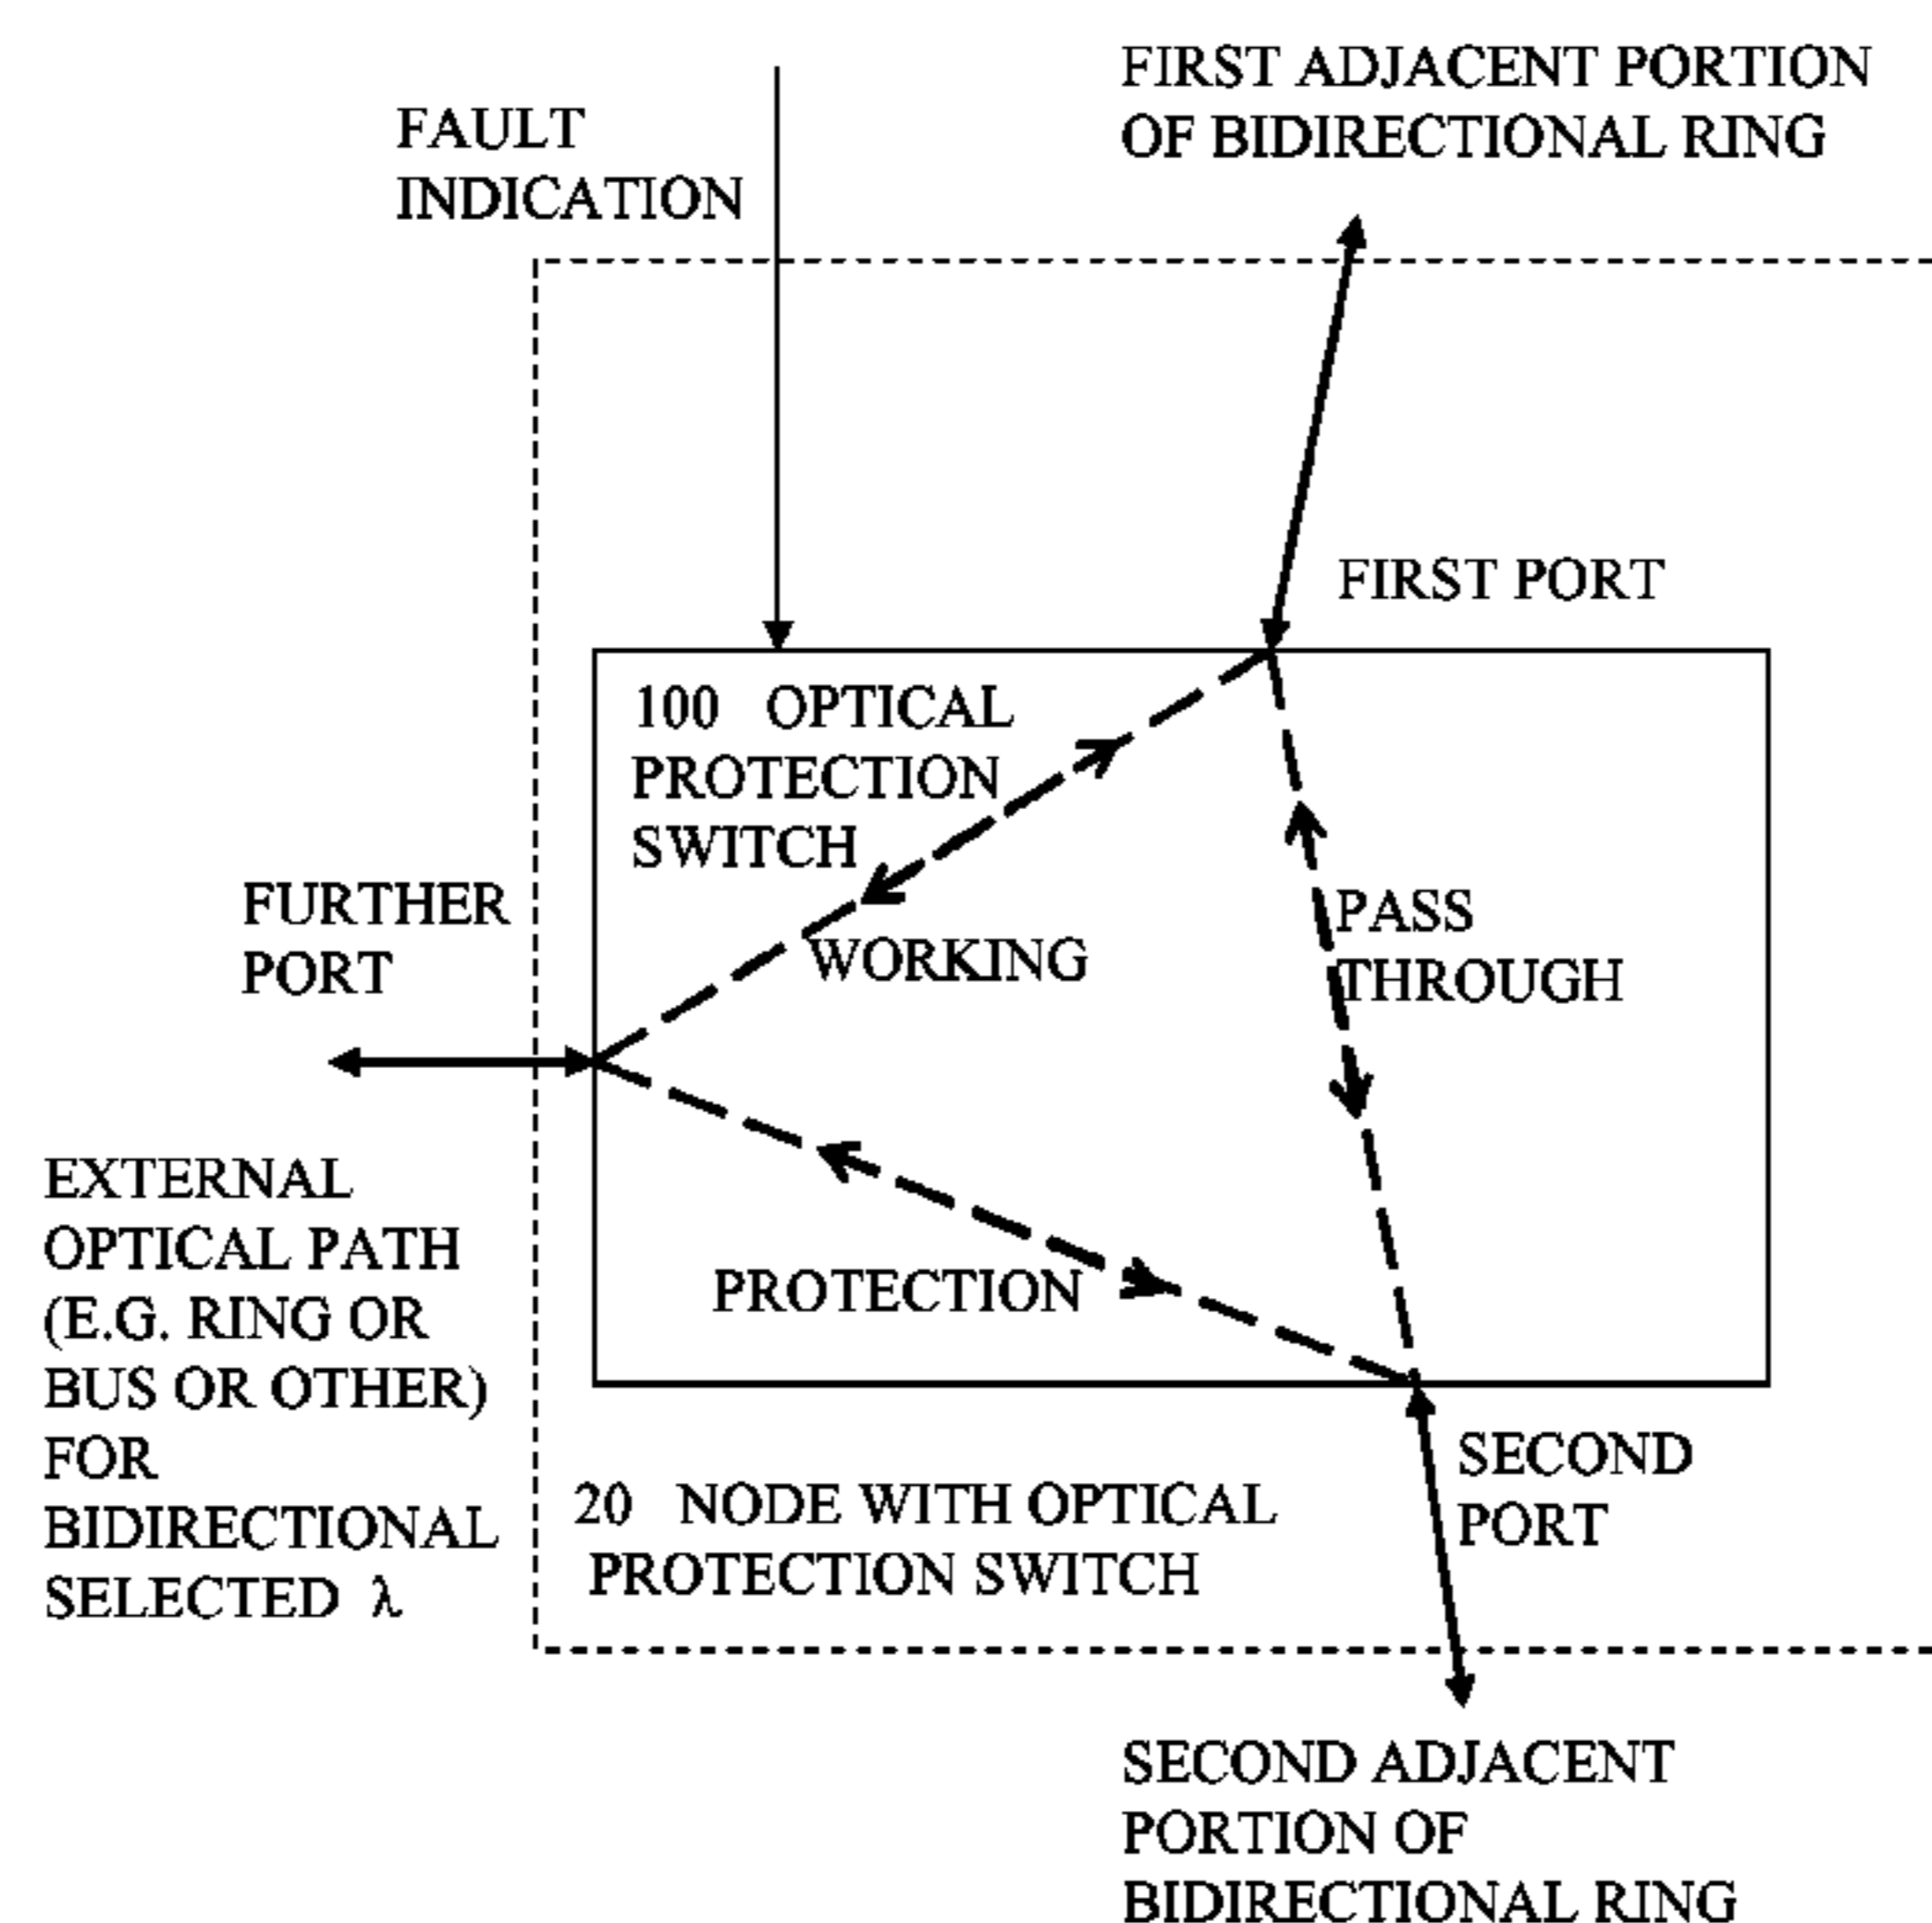 FAULT
INDICATION
FIRST ADJACENT PORTION
OF BIDIRECTIONAL RING
FIRST PORT
100 OPTICAL
PROTECTION
SWITCH
FURTHER
PORT
WORKING
PASS
THROUGH
EXTERNAL
OPTICAL PATH
(E.G. RING OR
BUS OR OTHER)
FOR
BIDIRECTIONAL
SELECTED λ
PROTECTION
SECOND
PORT
20 NODE WITH OPTICAL
PROTECTION SWITCH
SECOND ADJACENT
PORTION OF
BIDIRECTIONAL RING